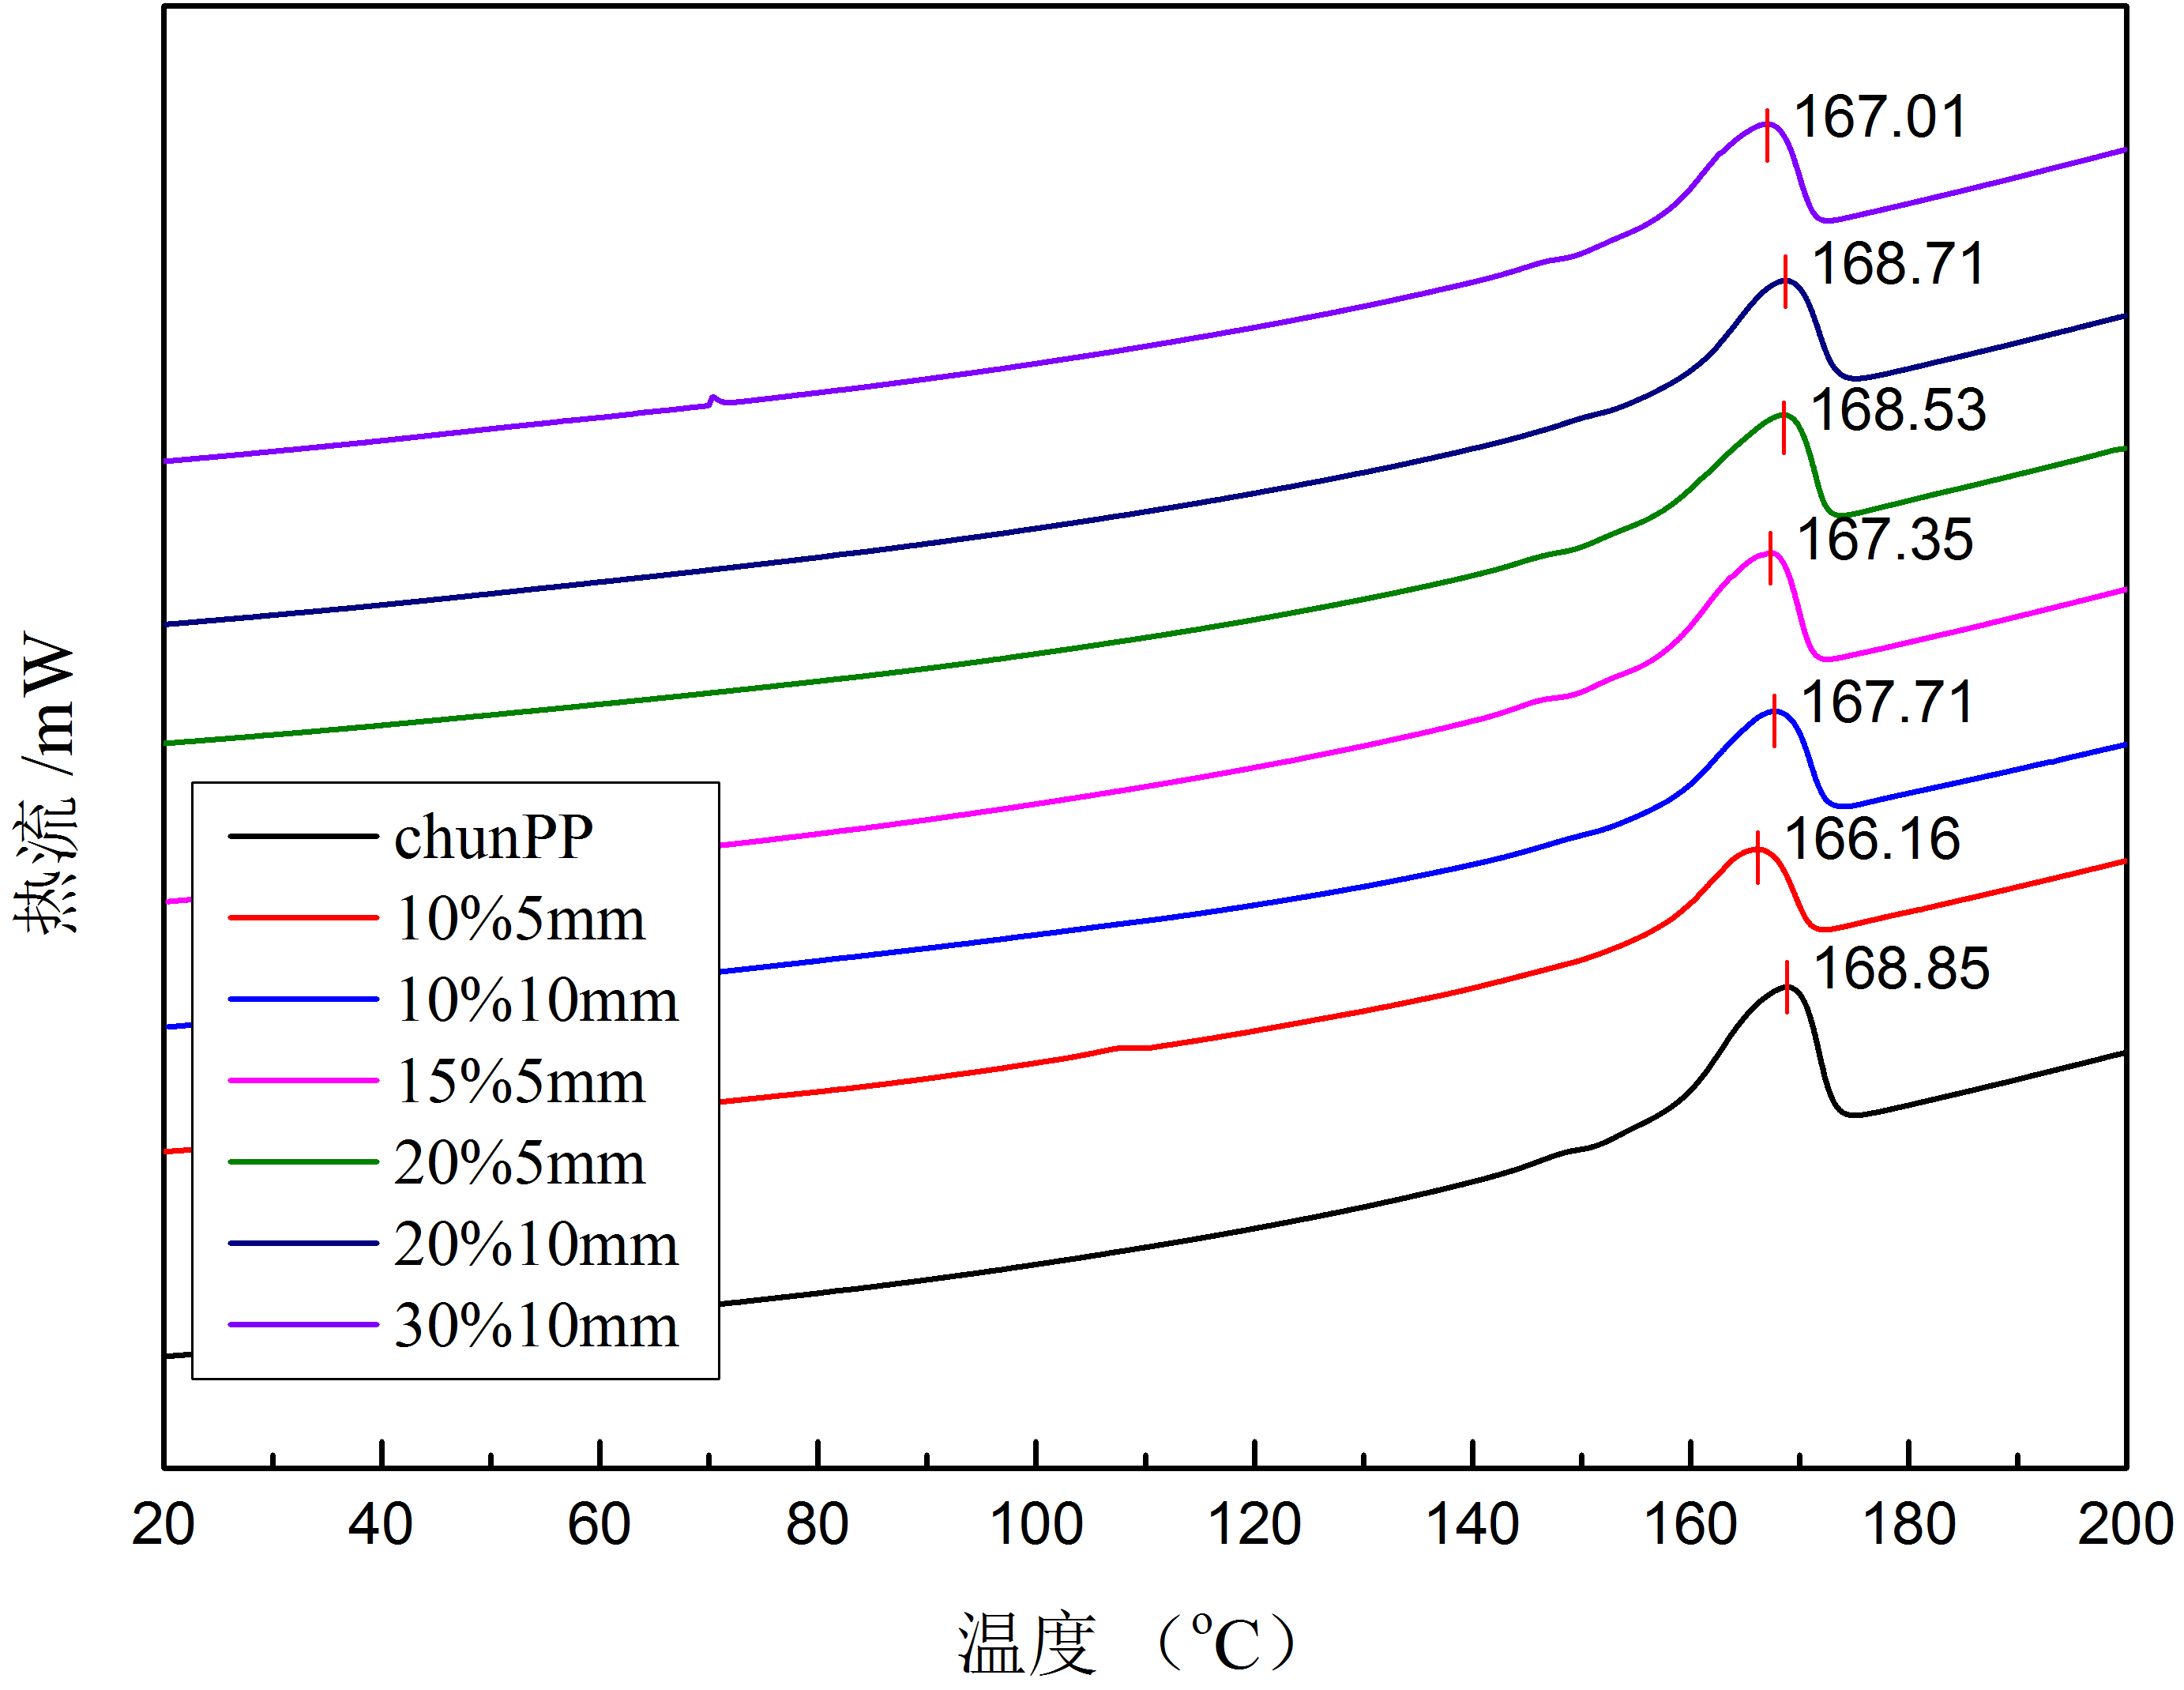 167.01
168.71
168.53
167.35
167.71
166.16
168.85
热流 /mW
chunPP
10%5mm
10%10mm
15%5mm
20%5mm
20%10mm
30%10mm
20 40 60 80 100 120 140 160 180 200
温度 （℃）